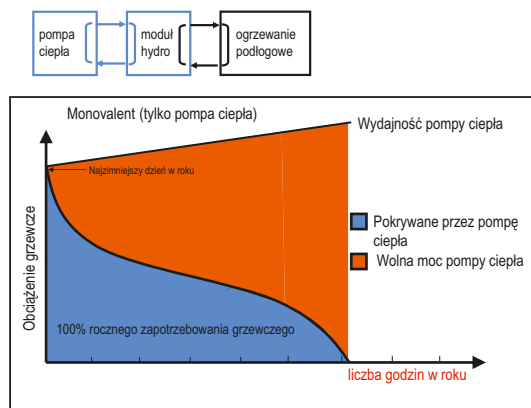 pompa
ciepła
moduł
hydro
ogrzewanie
podłogowe
Monovalent (tylko pompa ciepła)
Wydajność pompy ciepła
Najzimniejszy dzień w roku
Obciążenie grzewcze
Pokrywane przez pompę
ciepła
Wolna moc pompy ciepła
100% rocznego zapotrzebowania grzewczego
liczba godzin w roku